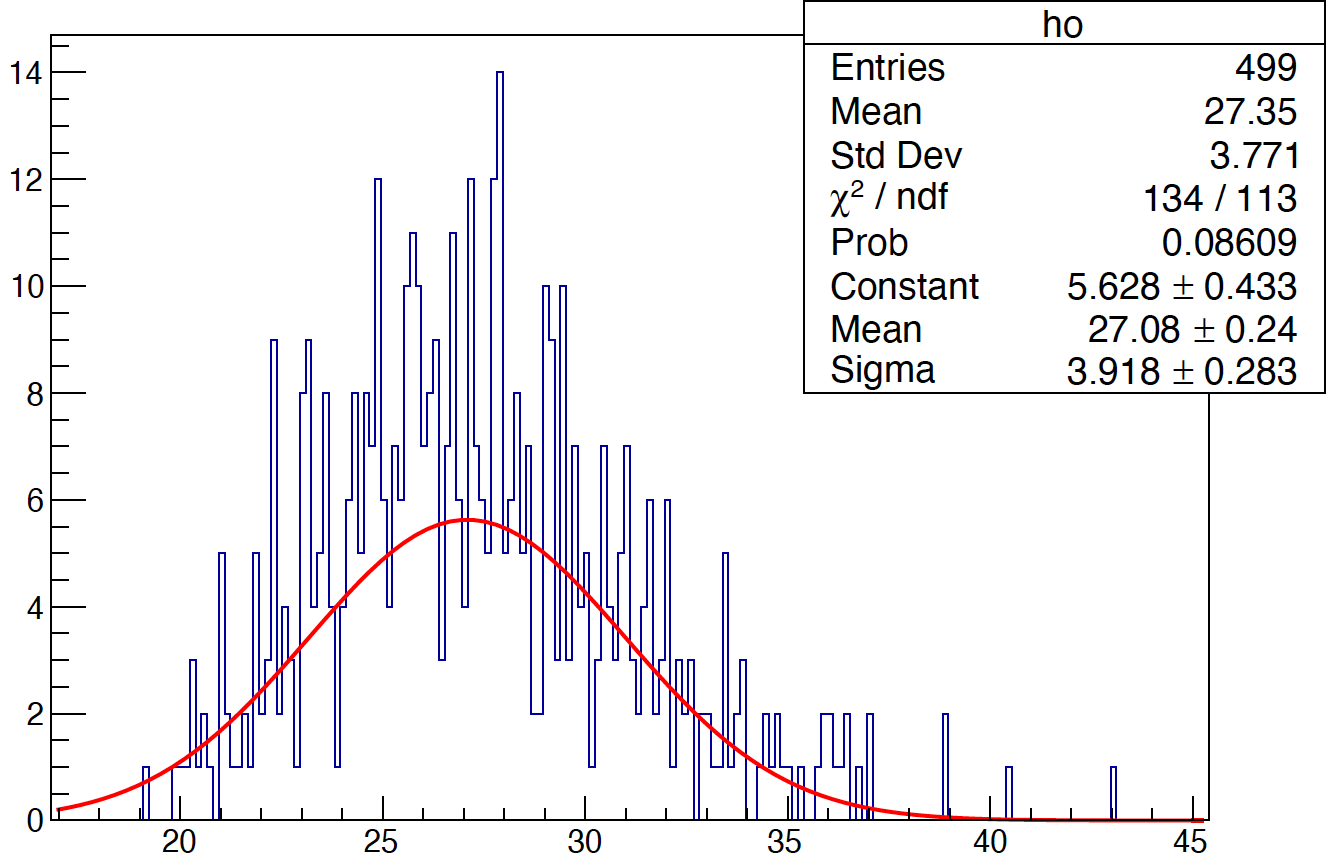 ho
Entries 499
Mean 27.35
Std Dev 3.771
χ² / ndf 134 / 113
Prob 0.08609
Constant 5.628 ± 0.433
Mean 27.08 ± 0.24
Sigma 3.918 ± 0.283
14
12
10
8
6
4
2
0
20 25 30 35 40 45